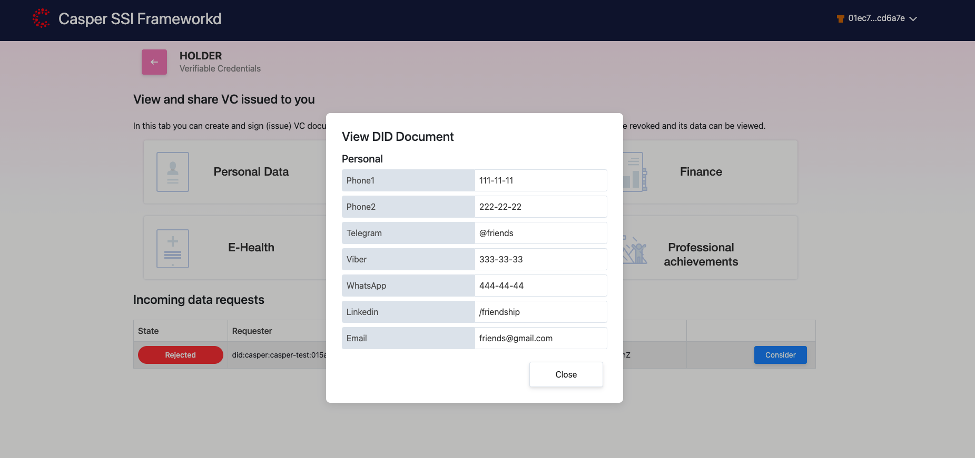 Casper SSI Frameworkd
01ec7...cd6a7e
HOLDER
Verifiable Credentials
View and share VC issued to you
In this tab you can create and sign (issue) VC docu
e revoked and its data can be viewed.
Personal Data
Finance
E-Health
Professional
achievements
Incoming data requests
State
Requester
Rejected
did:casper:casper-test:015a
Consider
View DID Document
Personal
Phone1
111-11-11
Phone2
222-22-22
Telegram
@friends
Viber
333-33-33
WhatsApp
444-44-44
Linkedin
/friendship
Email
friends@gmail.com
Close